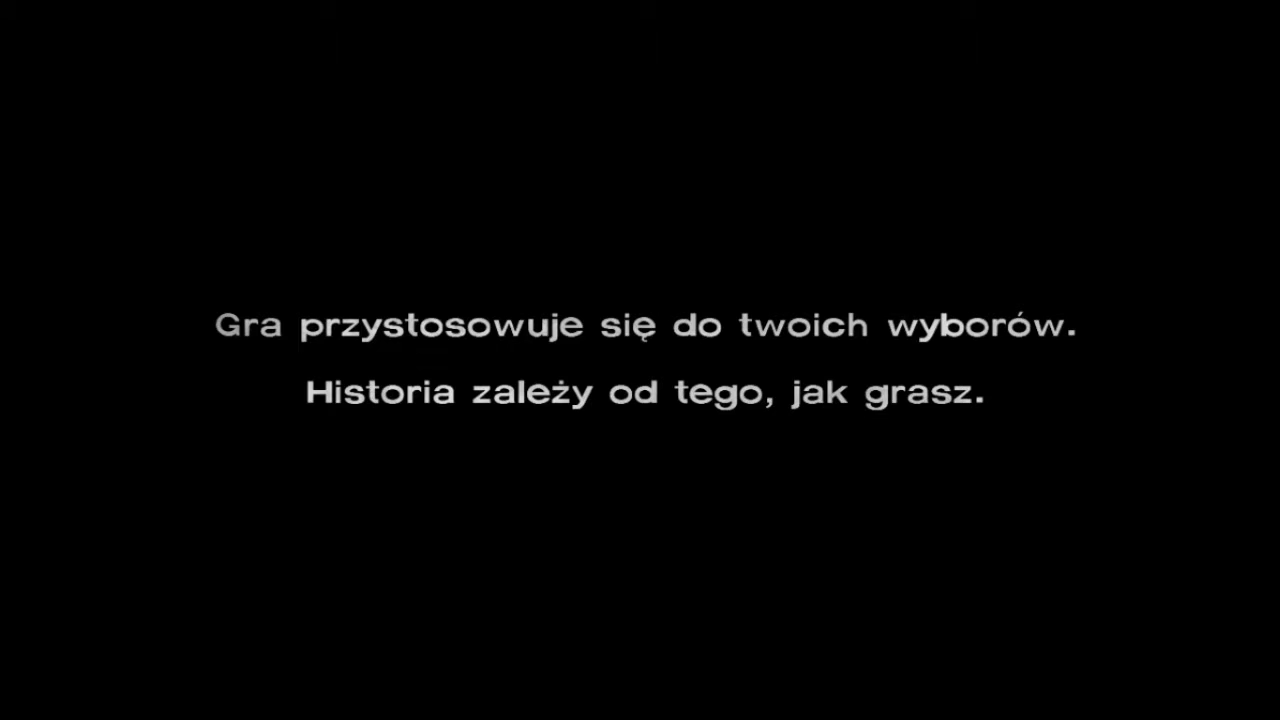 Gra przystosowuje się do twoich wyborów.
Historia zależy od tego, jak grasz.